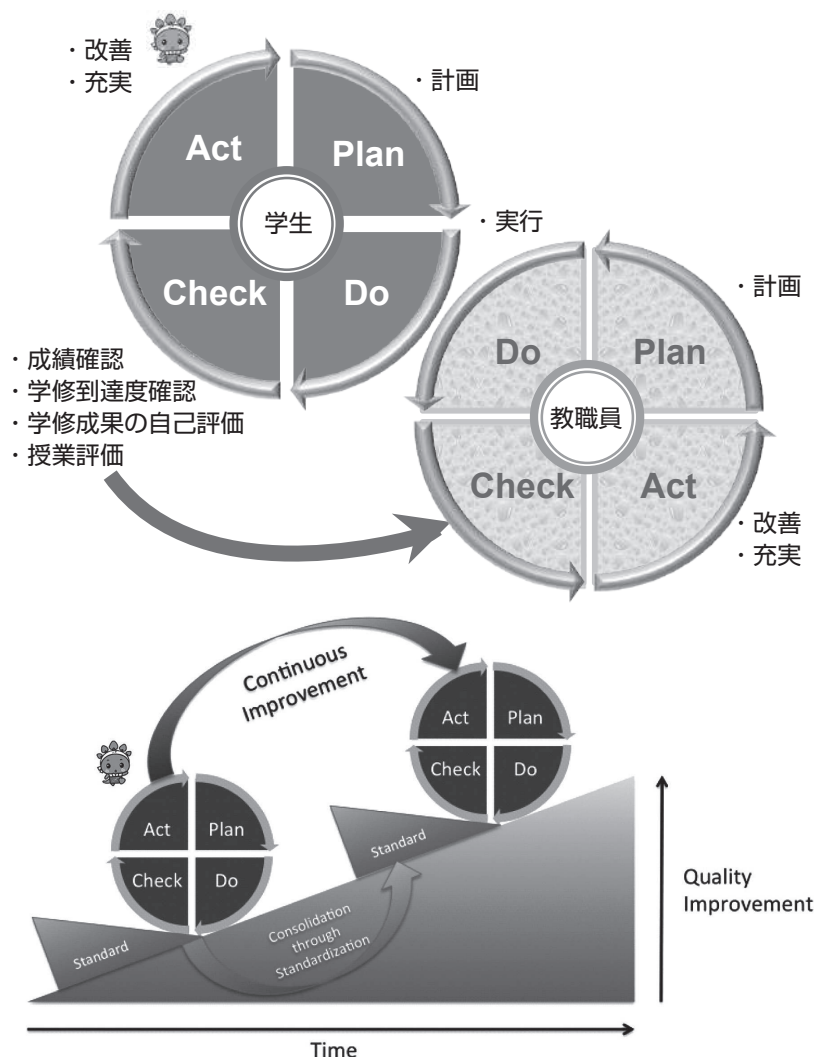 ・改善
・充実
・計画
Act
Plan
学生
・実行
Check
Do
・計画
Do
Plan
・成績確認
・学修到達度確認
・学修成果の自己評価
・授業評価
教職員
Check
Act
・改善
・充実
Continuous
Improvement
Act
Plan
Check
Do
Act
Plan
Check
Do
Standard
Standard
Consolidation
through
Standardization
Quality
Improvement
Time